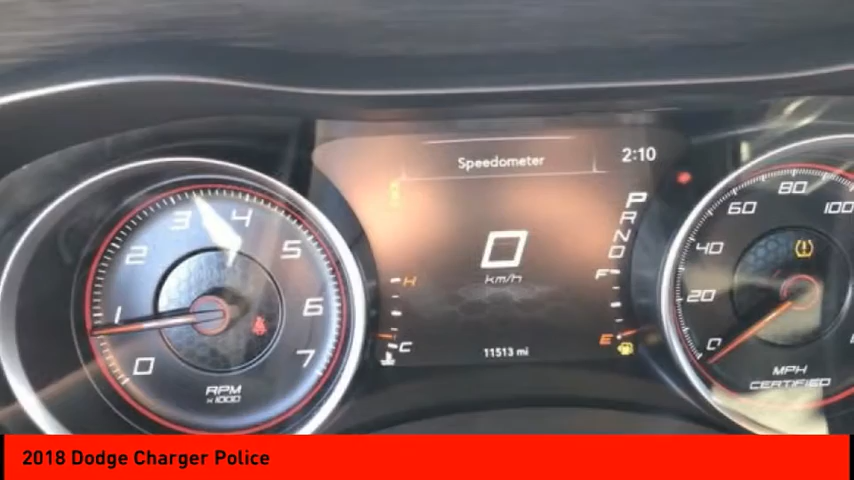 Speedometer 2:10
0 1 2 3 4 5 6 7
RPM
x1000
H
C
0
km/h
11513 mi
P
R
N
D
F
E
0 20 40 60 80 100
MPH
CERTIFIED
2018 Dodge Charger Police